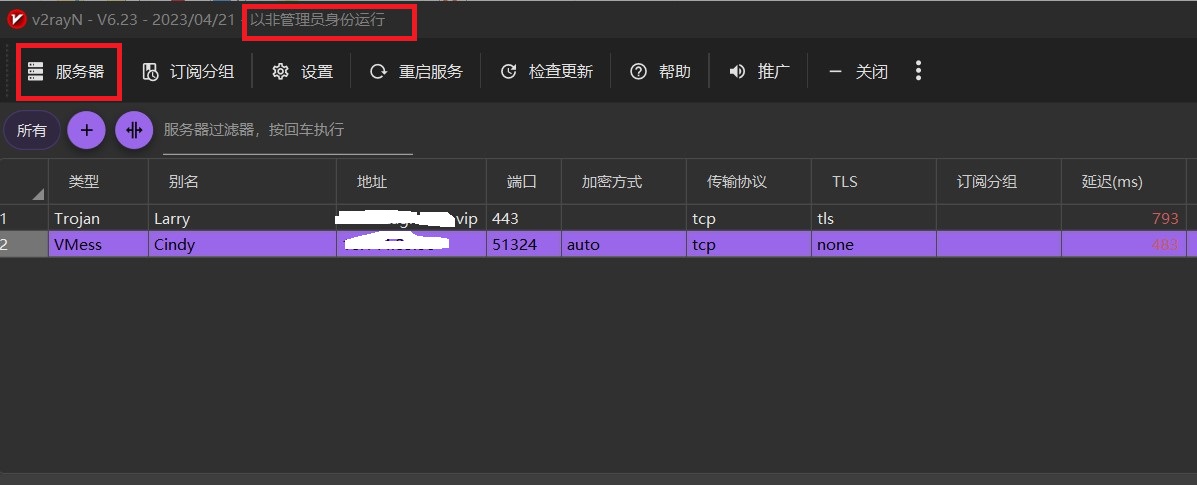 v2rayN - V6.23 - 2023/04/21 - 以非管理员身份运行
服务器 订阅分组 设置 重启服务 检查更新 帮助 推广 关闭
所有 服务器过滤器，按回车执行
类型 别名 地址 端口 加密方式 传输协议 TLS 订阅分组 延迟(ms)
1 Trojan Larry vip 443 tcp tls 793
2 VMess Cindy 51324 auto tcp none 483